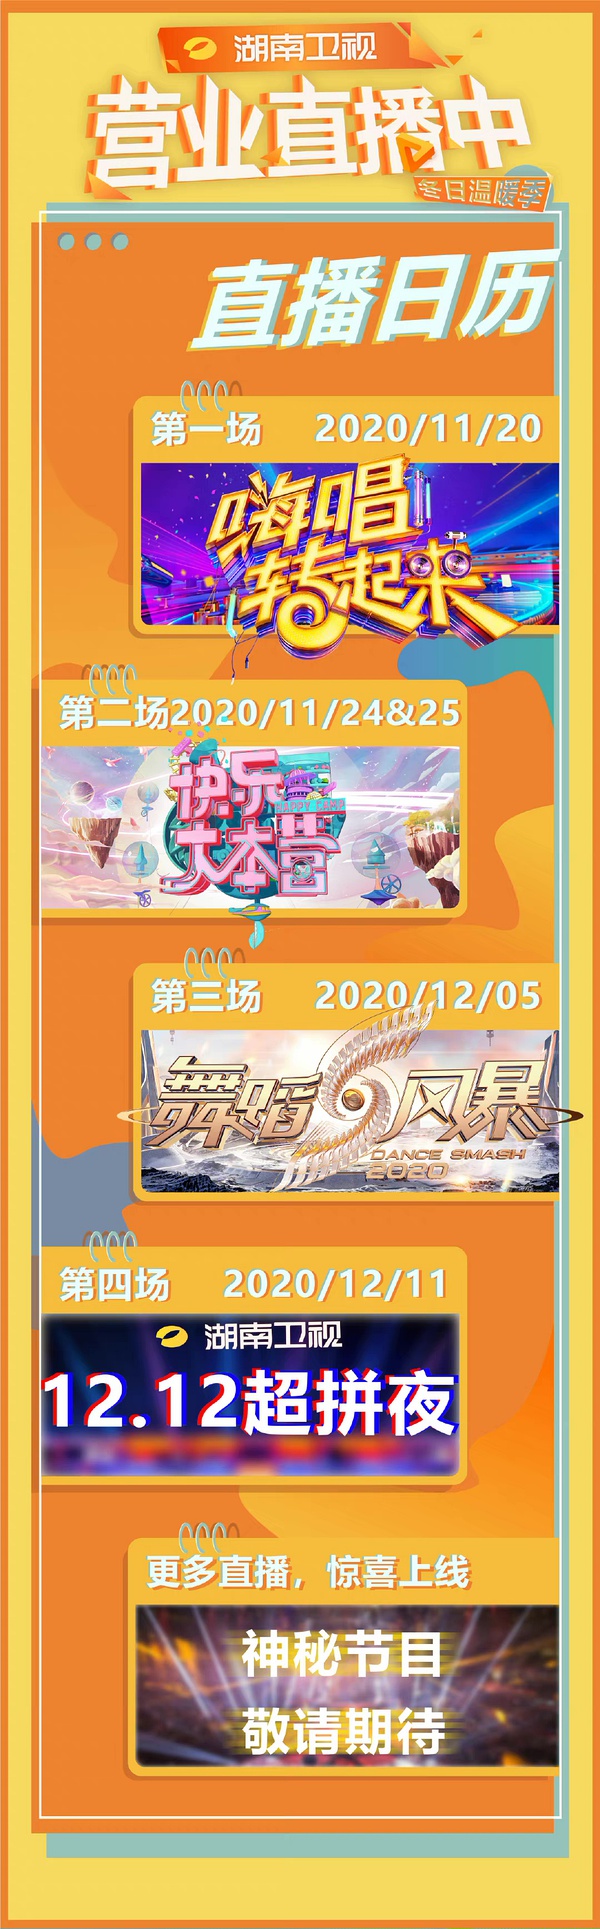 湖南卫视
营业直播中
冬日温暖季
直播日历
第一场 2020/11/20
嗨唱
转起来
第二场2020/11/24&25
快乐
HAPPY CAMP
大本营
第三场 2020/12/05
舞蹈风暴
DANCE SMASH
2020
第四场 2020/12/11
湖南卫视
12.12超拼夜
更多直播，惊喜上线
神秘节目
敬请期待